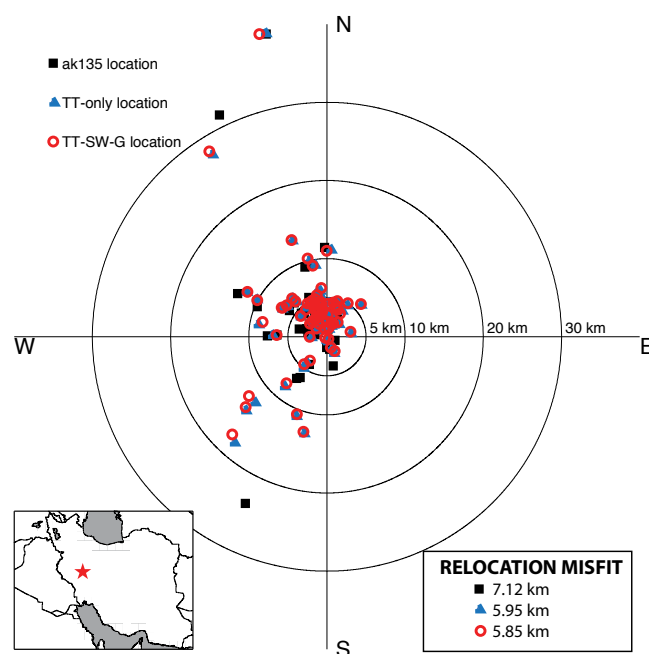 N
ak135 location
TT-only location
TT-SW-G location
W
5 km
10 km
20 km
30 km
E
RELOCATION MISFIT
7.12 km
5.95 km
5.85 km
S